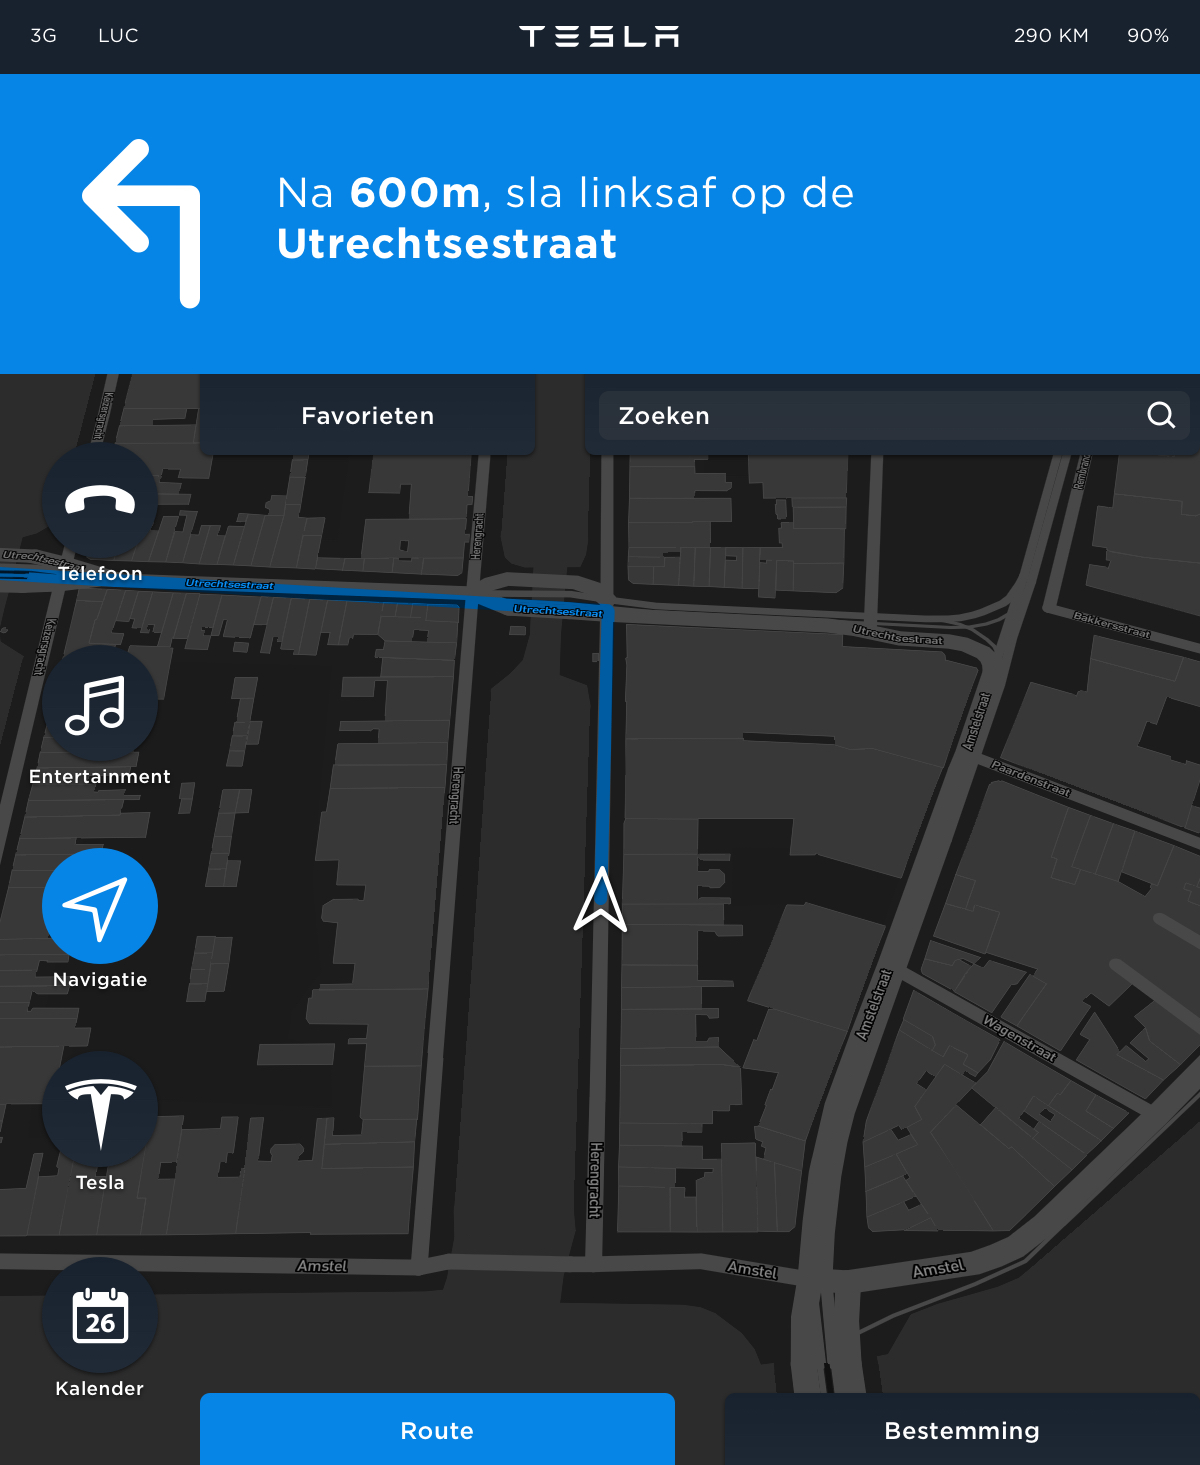 3G LUC TESLA 290 KM 90%
Na 600m, sla linksaf op de
Utrechtsestraat
Favorieten
Zoeken
Keizersgracht
Rembrand
Herengracht
Utrechtsestraat
Telefoon
Utrechtsestraat
Utrechtsestraat
Utrechtsestraat
Bakkersstraat
Keizersgracht
Amstelstraat
Entertainment
Herengracht
Paardenstraat
Navigatie
Amstelstraat
Wagenstraat
Tesla
Herengracht
Amstel
Amstel
Amstel
26
Kalender
Route
Bestemming